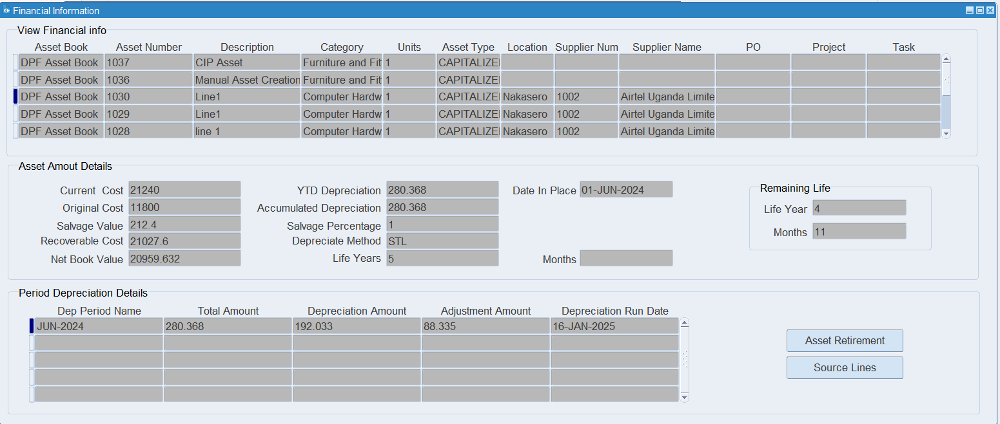 Financial Information
View Financial info
Asset Book Asset Number Description Category Units Asset Type Location Supplier Num Supplier Name PO Project Task
DPF Asset Book 1037 CIP Asset Furniture and Fit 1 CAPITALIZE
DPF Asset Book 1036 Manual Asset Creation Furniture and Fit 1 CAPITALIZE
DPF Asset Book 1030 Line1 Computer Hardw 1 CAPITALIZE Nakasero 1002 Airtel Uganda Limite
DPF Asset Book 1029 Line1 Computer Hardw 1 CAPITALIZE Nakasero 1002 Airtel Uganda Limite
DPF Asset Book 1028 line 1 Computer Hardw 1 CAPITALIZE Nakasero 1002 Airtel Uganda Limite
Asset Amout Details
Current Cost 21240 YTD Depreciation 280.368 Date In Place 01-JUN-2024 Remaining Life
Original Cost 11800 Accumulated Depreciation 280.368 Life Year 4
Salvage Value 212.4 Salvage Percentage 1 Months 11
Recoverable Cost 21027.6 Depreciate Method STL
Net Book Value 20959.632 Life Years 5 Months
Period Depreciation Details
Dep Period Name Total Amount Depreciation Amount Adjustment Amount Depreciation Run Date
JUN-2024 280.368 192.033 88.335 16-JAN-2025
Asset Retirement
Source Lines